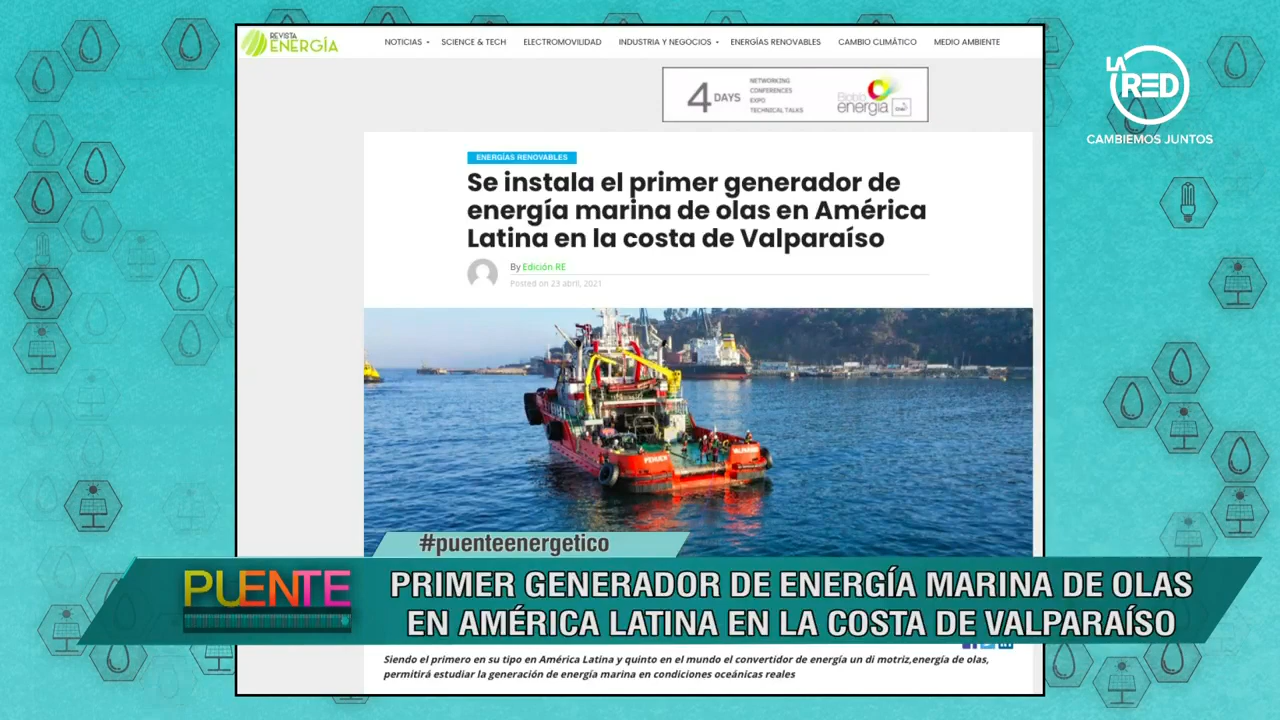 REVISTA
ENERGÍA
NOTICIAS
SCIENCE & TECH
ELECTROMOVILIDAD
INDUSTRIA Y NEGOCIOS
ENERGÍAS RENOVABLES
CAMBIO CLIMÁTICO
MEDIO AMBIENTE
4 DAYS
NETWORKING
CONFERENCES
EXPO
TECHNICAL TALKS
Biobío
energía
LA
RED
CAMBIEMOS JUNTOS
ENERGÍAS RENOVABLES
Se instala el primer generador de
energía marina de olas en América
Latina en la costa de Valparaíso
By Edición RE
Posted on 23 abril, 2021
#puenteenergetico
PUENTE
PRIMER GENERADOR DE ENERGÍA MARINA DE OLAS
EN AMÉRICA LATINA EN LA COSTA DE VALPARAÍSO
Siendo el primero en su tipo en América Latina y quinto en el mundo el convertidor de energía un di motriz,energía de olas,
permitirá estudiar la generación de energía marina en condiciones oceánicas reales